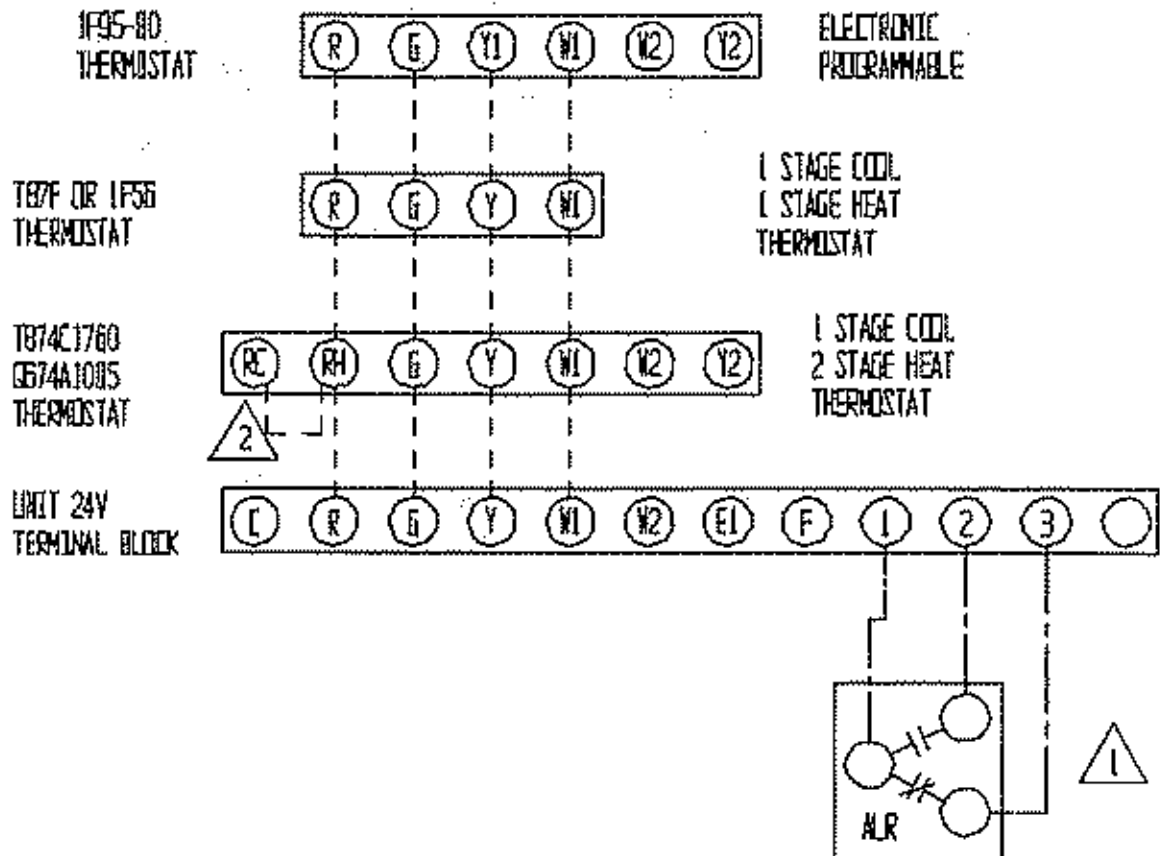 1F95-80
THERMOSTAT
R G Y1 W1 W2 Y2
ELECTRONIC
PROGRAMMABLE
T87F OR 1F56
THERMOSTAT
R G Y W1
1 STAGE COOL
1 STAGE HEAT
THERMOSTAT
T874C1760
THERMOSTAT
RC RH G Y W1 W2 Y2
1 STAGE COOL
2 STAGE HEAT
THERMOSTAT
2
UNIT 24V
TERMINAL BLOCK
C R G Y W1 W2 E1 F 1 2 3
1
ALR